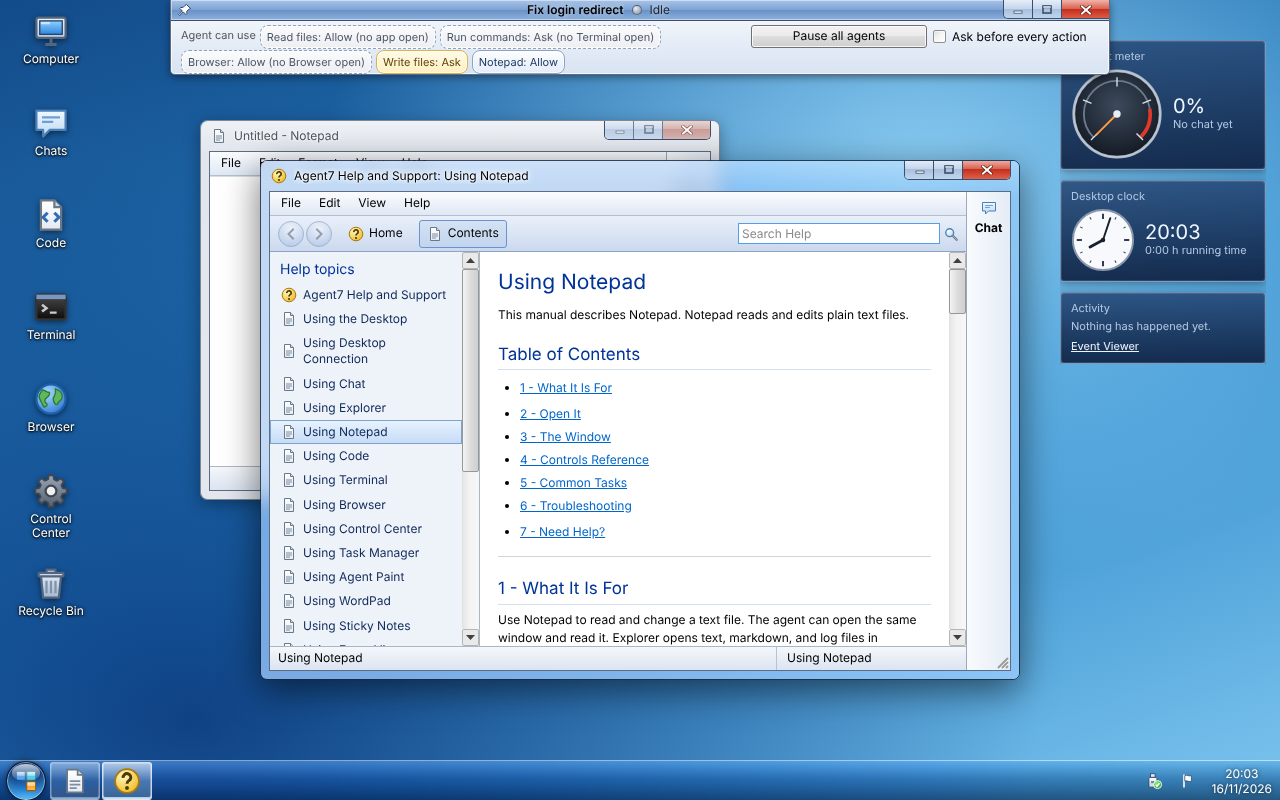 Fix login redirect Idle
Agent can use Read files: Allow (no app open) Run commands: Ask (no Terminal open)
Browser: Allow (no Browser open) Write files: Ask Notepad: Allow
Pause all agents Ask before every action
Computer
Chats
Code
Terminal
Browser
Control
Center
Recycle Bin
Untitled - Notepad
File
Agent7 Help and Support: Using Notepad
File Edit View Help
Home Contents
Search Help
Chat
Help topics
Agent7 Help and Support
Using the Desktop
Using Desktop
Connection
Using Chat
Using Explorer
Using Notepad
Using Code
Using Terminal
Using Browser
Using Control Center
Using Task Manager
Using Agent Paint
Using WordPad
Using Sticky Notes
Using Notepad
This manual describes Notepad. Notepad reads and edits plain text files.
Table of Contents
1 - What It Is For
2 - Open It
3 - The Window
4 - Controls Reference
5 - Common Tasks
6 - Troubleshooting
7 - Need Help?
1 - What It Is For
Use Notepad to read and change a text file. The agent can open the same
window and read it. Explorer opens text, markdown, and log files in
Using Notepad
Using Notepad
meter
0%
No chat yet
Desktop clock
20:03
0:00 h running time
Activity
Nothing has happened yet.
Event Viewer
20:03
16/11/2026